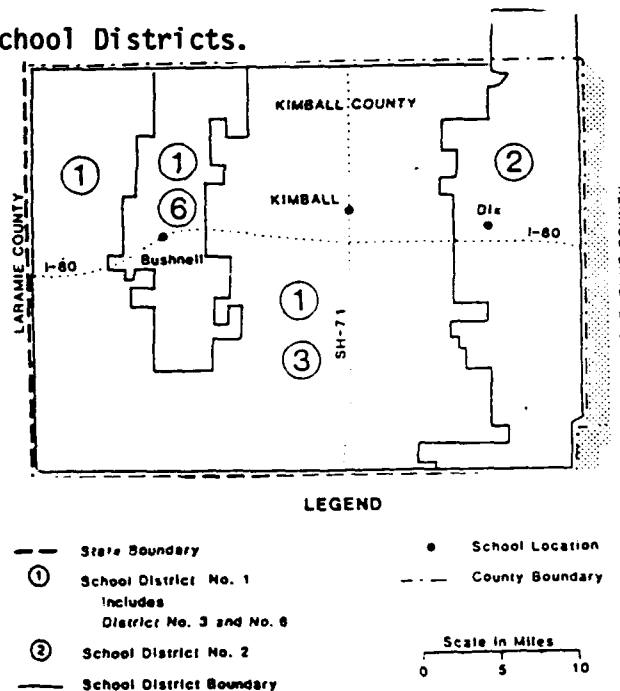 chool Districts.
KIMBALL COUNTY
1
1
2
6
KIMBALL
Dix
I-80
Bushnell
I-80
LARAMIE COUNTY
1
SH-71
3
LEGEND
State Boundary
School Location
1 School District No. 1
Includes
District No. 3 and No. 6
County Boundary
2 School District No. 2
Scale in Miles
0 5 10
School District Boundary